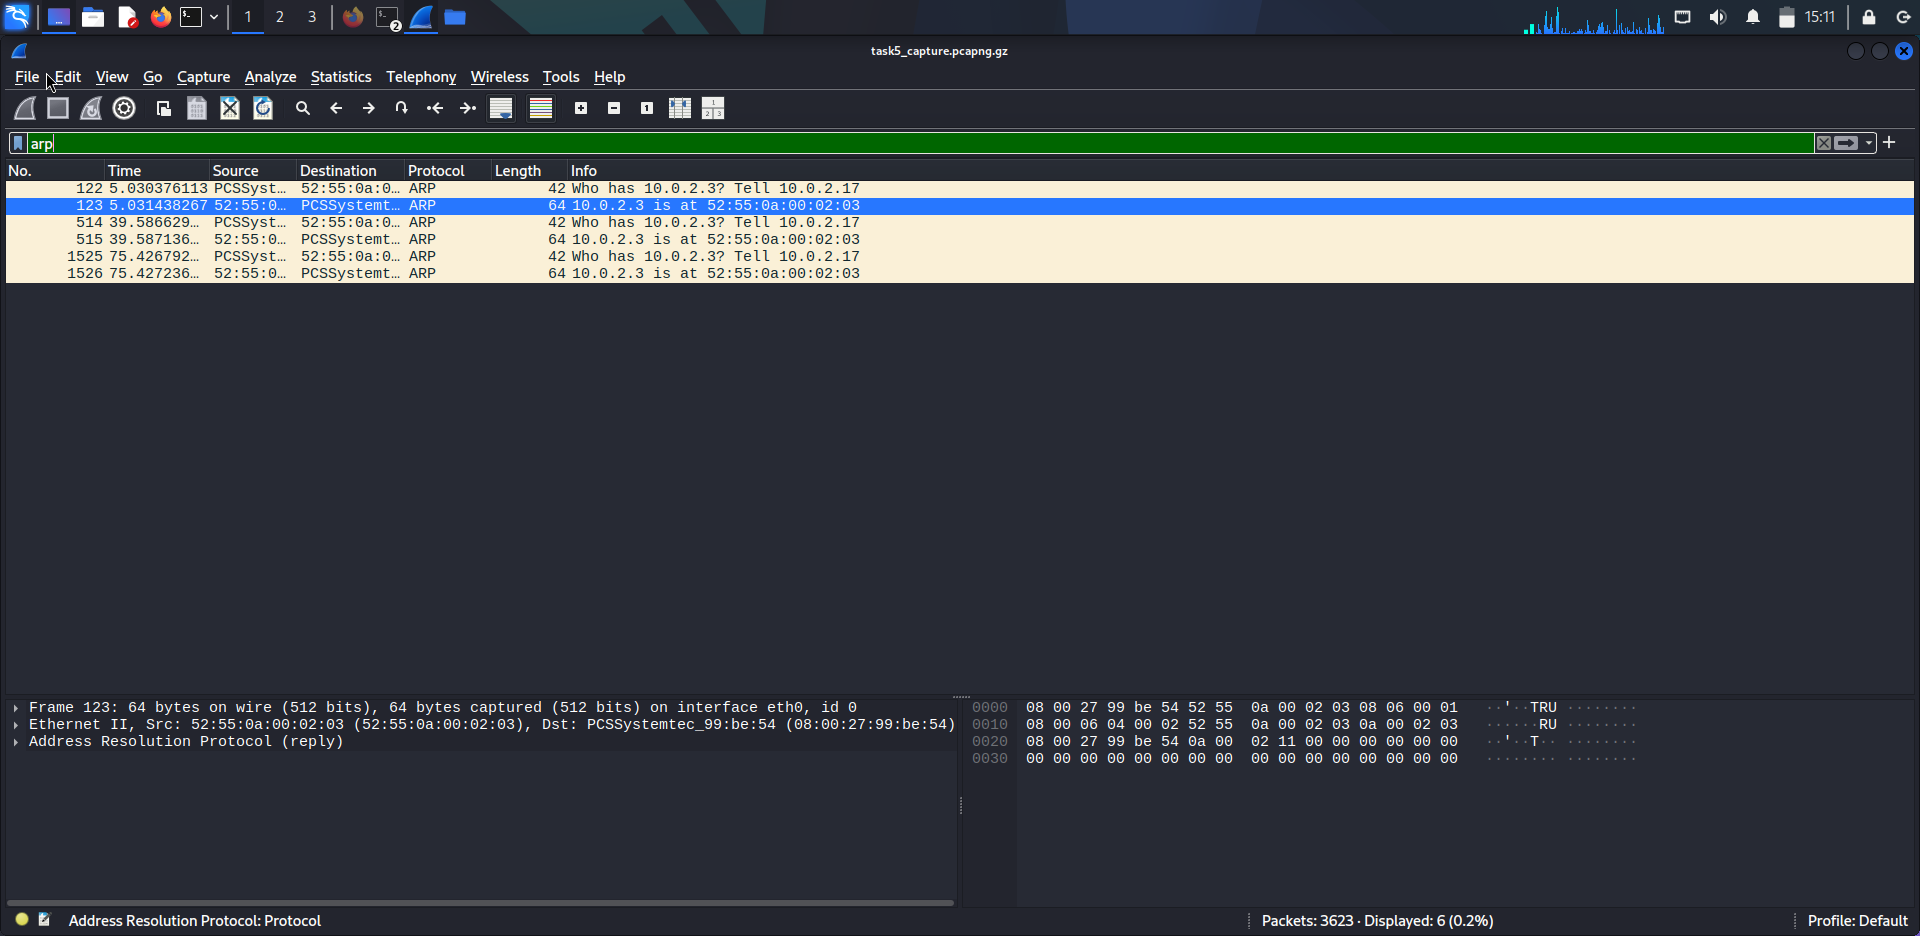 1 2 3 2 15:11
task5_capture.pcapng.gz
File Edit View Go Capture Analyze Statistics Telephony Wireless Tools Help
arp
No. Time Source Destination Protocol Length Info
122 5.030376113 PCSSyst… 52:55:0a:0… ARP 42 Who has 10.0.2.3? Tell 10.0.2.17
123 5.031438267 52:55:0… PCSSystemt… ARP 64 10.0.2.3 is at 52:55:0a:00:02:03
514 39.586629… PCSSyst… 52:55:0a:0… ARP 42 Who has 10.0.2.3? Tell 10.0.2.17
515 39.587136… 52:55:0… PCSSystemt… ARP 64 10.0.2.3 is at 52:55:0a:00:02:03
1525 75.426792… PCSSyst… 52:55:0a:0… ARP 42 Who has 10.0.2.3? Tell 10.0.2.17
1526 75.427236… 52:55:0… PCSSystemt… ARP 64 10.0.2.3 is at 52:55:0a:00:02:03
Frame 123: 64 bytes on wire (512 bits), 64 bytes captured (512 bits) on interface eth0, id 0
Ethernet II, Src: 52:55:0a:00:02:03 (52:55:0a:00:02:03), Dst: PCSSystemtec_99:be:54 (08:00:27:99:be:54)
Address Resolution Protocol (reply)
0000 08 00 27 99 be 54 52 55 0a 00 02 03 08 06 00 01 ··'··TRU ········
0010 08 00 06 04 00 02 52 55 0a 00 02 03 0a 00 02 03 ······RU ········
0020 08 00 27 99 be 54 0a 00 02 11 00 00 00 00 00 00 ··'··T·· ········
0030 00 00 00 00 00 00 00 00 00 00 00 00 00 00 00 00 ········ ········
Address Resolution Protocol: Protocol
Packets: 3623 · Displayed: 6 (0.2%)
Profile: Default